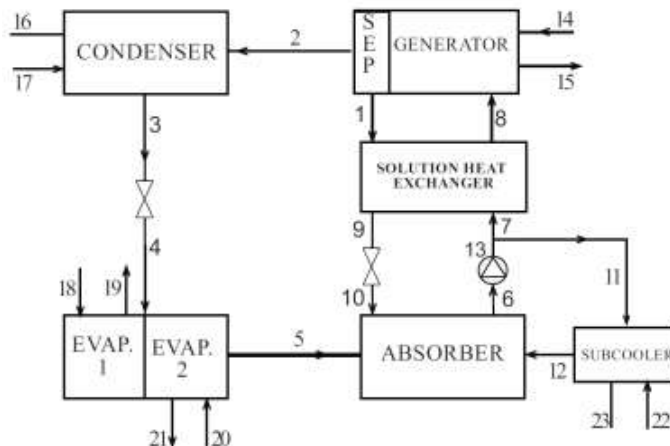 16
CONDENSER
17
2
SEP
GENERATOR
14
15
3
1
8
SOLUTION HEAT
EXCHANGER
4
9
7
13
11
18
19
10
6
EVAP.
1
EVAP.
2
5
ABSORBER
12
SUBCOOLER
21
20
23
22